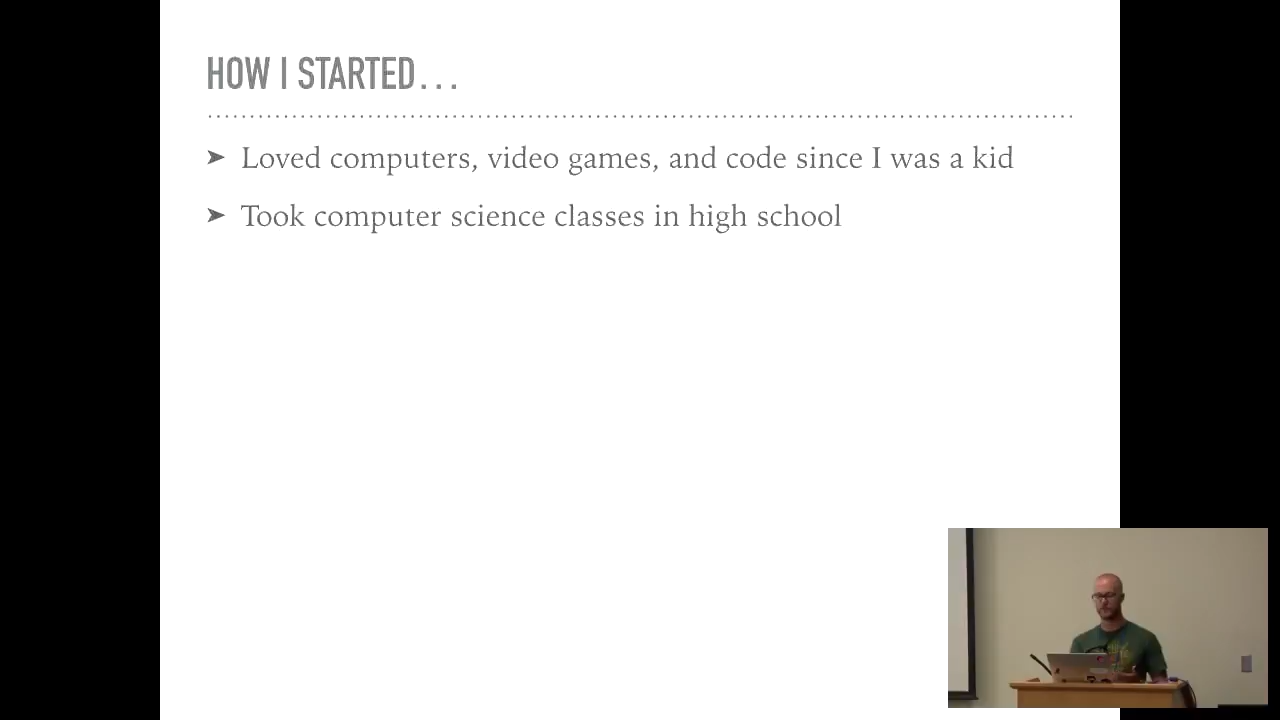 HOW I STARTED...
➤ Loved computers, video games, and code since I was a kid
➤ Took computer science classes in high school